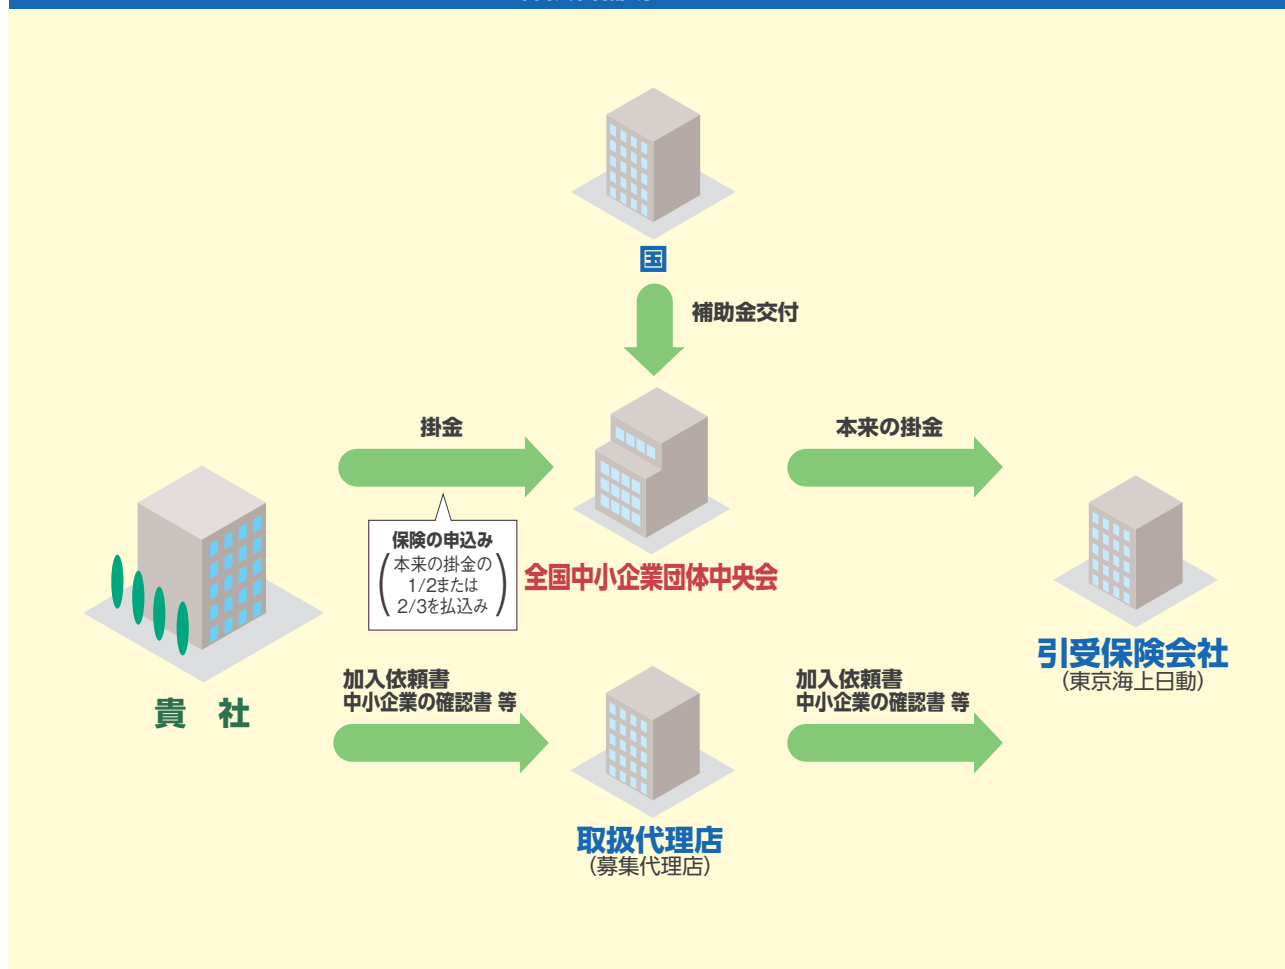 国
補助金交付
掛金
本来の掛金
保険の申込み
(本来の掛金の
1/2または
2/3を払込み)
全国中小企業団体中央会
引受保険会社
(東京海上日動)
貴 社
加入依頼書
中小企業の確認書 等
加入依頼書
中小企業の確認書 等
取扱代理店
(募集代理店)